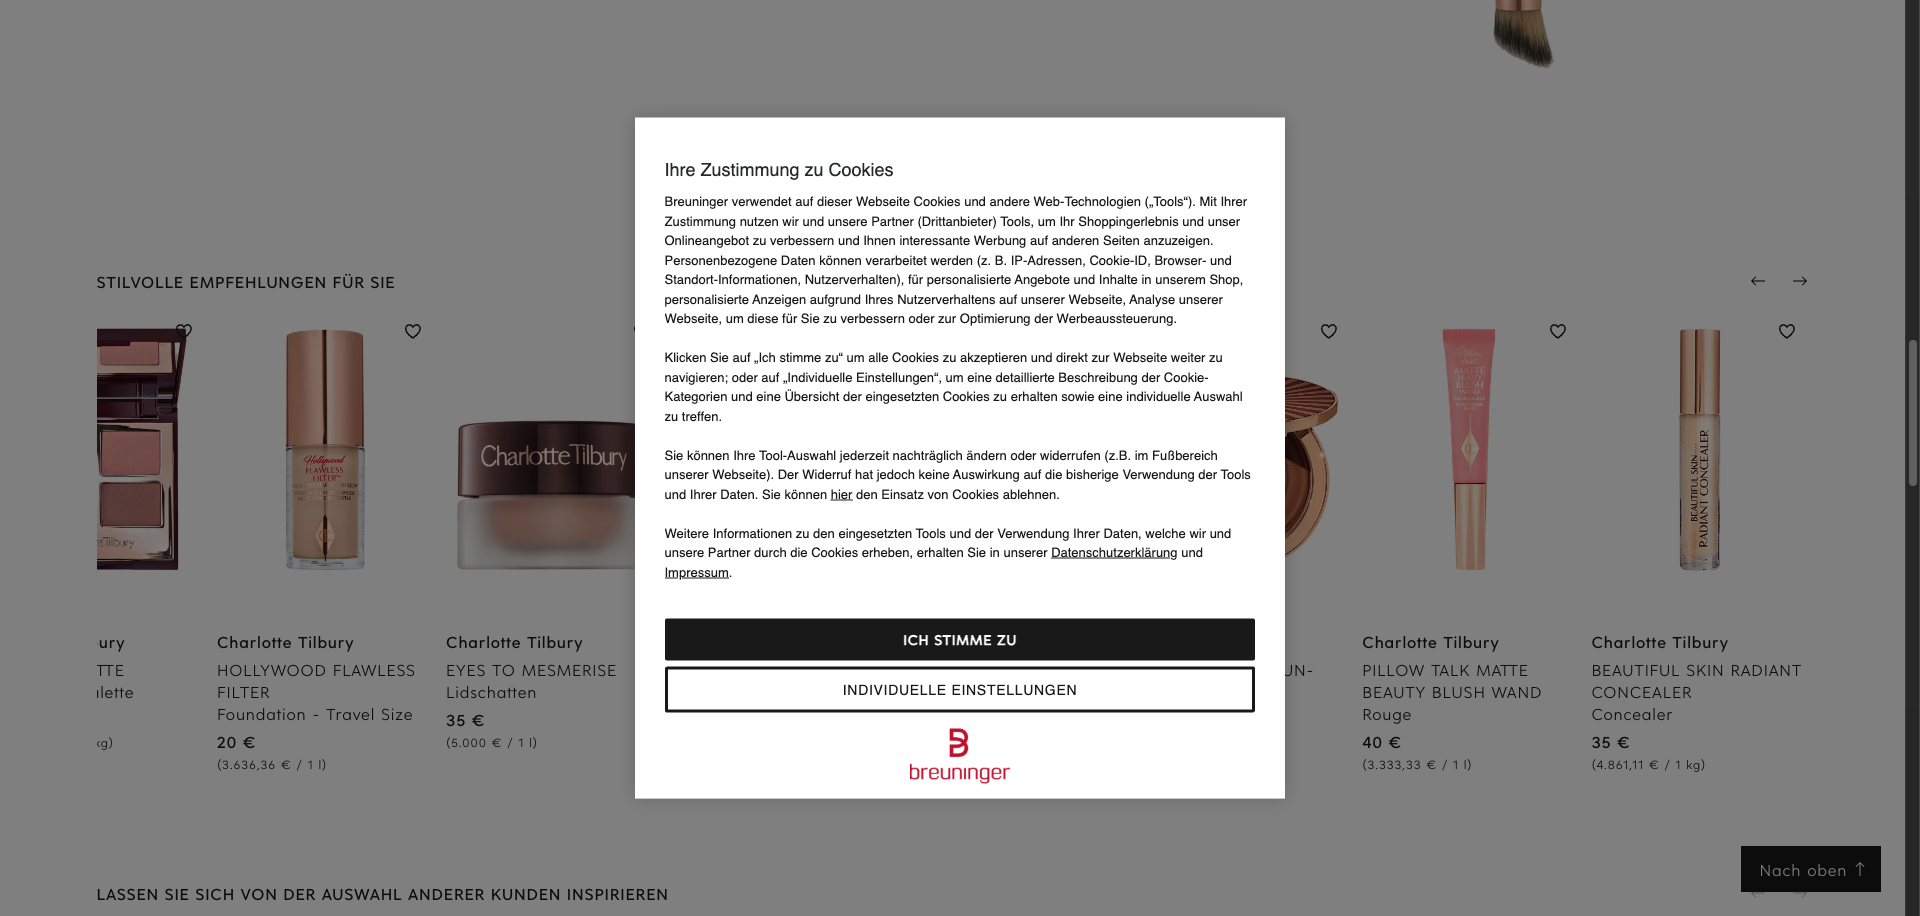 Ihre Zustimmung zu Cookies
Breuninger verwendet auf dieser Webseite Cookies und andere Web-Technologien („Tools“). Mit Ihrer
Zustimmung nutzen wir und unsere Partner (Drittanbieter) Tools, um Ihr Shoppingerlebnis und unser
Onlineangebot zu verbessern und Ihnen interessante Werbung auf anderen Seiten anzuzeigen.
Personenbezogene Daten können verarbeitet werden (z. B. IP-Adressen, Cookie-ID, Browser- und
Standort-Informationen, Nutzerverhalten), für personalisierte Angebote und Inhalte in unserem Shop,
personalisierte Anzeigen aufgrund Ihres Nutzerverhaltens auf unserer Webseite, Analyse unserer
Webseite, um diese für Sie zu verbessern oder zur Optimierung der Werbeaussteuerung.
Klicken Sie auf „Ich stimme zu“ um alle Cookies zu akzeptieren und direkt zur Webseite weiter zu
navigieren; oder auf „Individuelle Einstellungen“, um eine detaillierte Beschreibung der Cookie-
Kategorien und eine Übersicht der eingesetzten Cookies zu erhalten sowie eine individuelle Auswahl
zu treffen.
Sie können Ihre Tool-Auswahl jederzeit nachträglich ändern oder widerrufen (z.B. im Fußbereich
unserer Webseite). Der Widerruf hat jedoch keine Auswirkung auf die bisherige Verwendung der Tools
und Ihrer Daten. Sie können hier den Einsatz von Cookies ablehnen.
Weitere Informationen zu den eingesetzten Tools und der Verwendung Ihrer Daten, welche wir und
unsere Partner durch die Cookies erheben, erhalten Sie in unserer Datenschutzerklärung und
Impressum.
ICH STIMME ZU
INDIVIDUELLE EINSTELLUNGEN
breuninger
STILVOLLE EMPFEHLUNGEN FÜR SIE
Hollywood
FLAWLESS
FILTER
Charlotte Tilbury
MATTE
BEAUTY
BLUSH
WAND
BEAUTIFUL SKIN
RADIANT CONCEALER
Charlotte Tilbury
HOLLYWOOD FLAWLESS
FILTER
Foundation - Travel Size
20 €
(3.636,36 € / 1 l)
Charlotte Tilbury
EYES TO MESMERISE
Lidschatten
35 €
(5.000 € / 1 l)
Charlotte Tilbury
PILLOW TALK MATTE
BEAUTY BLUSH WAND
Rouge
40 €
(3.333,33 € / 1 l)
Charlotte Tilbury
BEAUTIFUL SKIN RADIANT
CONCEALER
Concealer
35 €
(4.861,11 € / 1 kg)
Nach oben ↑
LASSEN SIE SICH VON DER AUSWAHL ANDERER KUNDEN INSPIRIEREN